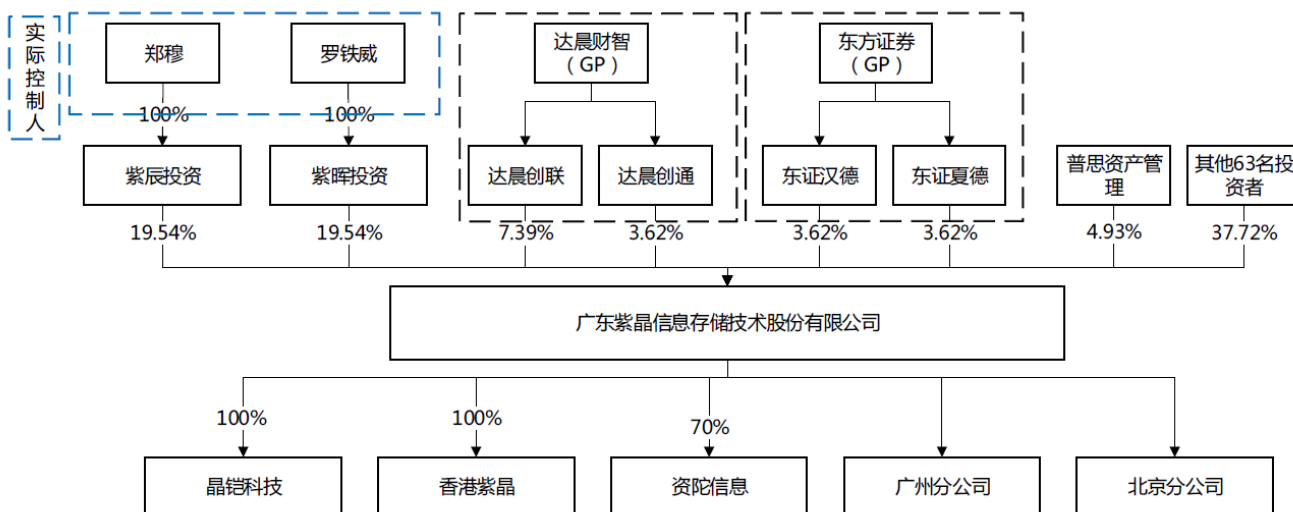 实际控制人
郑穆
罗铁威
达晨财智
（GP）
东方证券
（GP）
100%
100%
紫辰投资
紫晖投资
达晨创联
达晨创通
东证汉德
东证夏德
普思资产管
理
其他63名投
资者
19.54%
19.54%
7.39%
3.62%
3.62%
3.62%
4.93%
37.72%
广东紫晶信息存储技术股份有限公司
100%
100%
70%
晶铠科技
香港紫晶
资陀信息
广州分公司
北京分公司